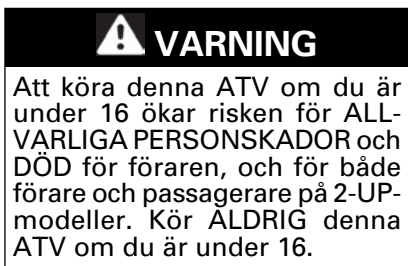 VARNING
Att köra denna ATV om du är
under 16 ökar risken för ALL-
VARLIGA PERSONSKADOR och
DÖD för föraren, och för både
förare och passagerare på 2-UP-
modeller. Kör ALDRIG denna
ATV om du är under 16.